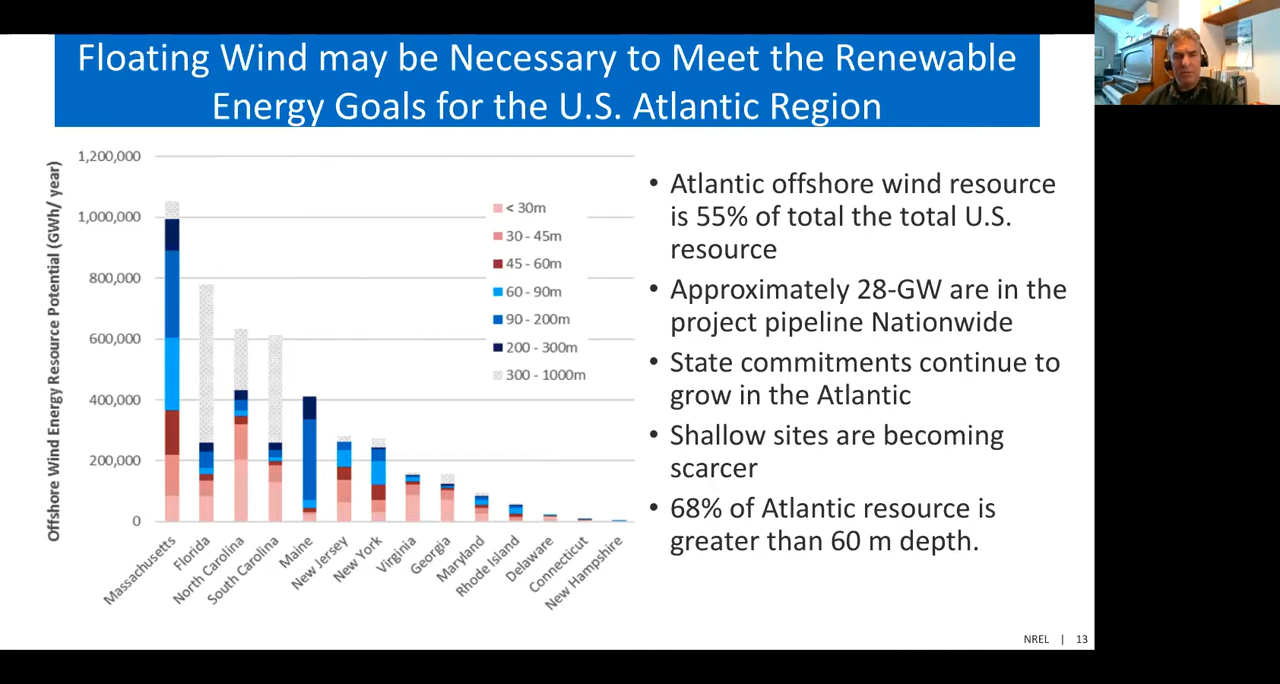 Floating Wind may be Necessary to Meet the Renewable
Energy Goals for the U.S. Atlantic Region
Offshore Wind Energy Resource Potential (GWh/ year)
1,200,000
1,000,000
800,000
600,000
400,000
200,000
0
< 30m
30 - 45m
45 - 60m
60 - 90m
90 - 200m
200 - 300m
300 - 1000m
Massachusetts
Florida
North Carolina
South Carolina
Maine
New Jersey
New York
Virginia
Georgia
Maryland
Rhode Island
Delaware
Connecticut
New Hampshire
• Atlantic offshore wind resource
is 55% of total the total U.S.
resource
• Approximately 28-GW are in the
project pipeline Nationwide
• State commitments continue to
grow in the Atlantic
• Shallow sites are becoming
scarcer
• 68% of Atlantic resource is
greater than 60 m depth.
NREL | 13